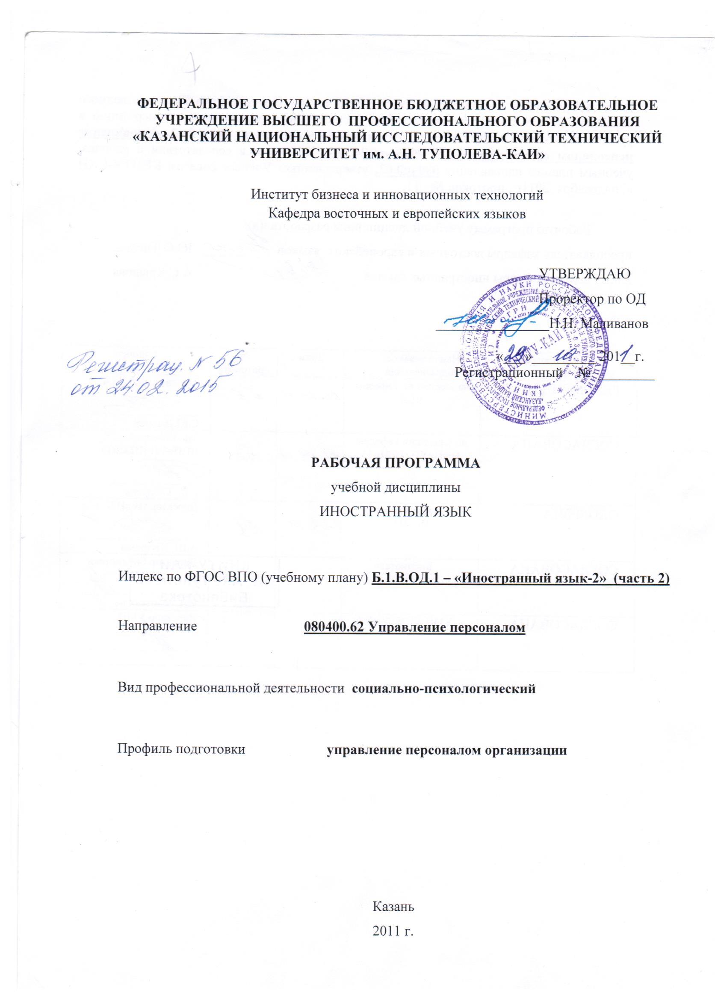 ФЕДЕРАЛЬНОЕ ГОСУДАРСТВЕННОЕ БЮДЖЕТНОЕ ОБРАЗОВАТЕЛЬНОЕ
УЧРЕЖДЕНИЕ ВЫСШЕГО ПРОФЕССИОНАЛЬНОГО ОБРАЗОВАНИЯ
«КАЗАНСКИЙ НАЦИОНАЛЬНЫЙ ИССЛЕДОВАТЕЛЬСКИЙ ТЕХНИЧЕСКИЙ
УНИВЕРСИТЕТ им. А.Н. ТУПОЛЕВА-КАИ»
Институт бизнеса и инновационных технологий
Кафедра восточных и европейских языков
УТВЕРЖДАЮ
Проректор по ОД
Н.Н. Маливанов
«29» 10 2011 г.
Регистрационный № 
КНИТУ-КАИ
Регистрац. N 56
от 24.02.2015
РАБОЧАЯ ПРОГРАММА
учебной дисциплины
ИНОСТРАННЫЙ ЯЗЫК
Индекс по ФГОС ВПО (учебному плану) Б.1.В.ОД.1 – «Иностранный язык-2» (часть 2)
Направление 080400.62 Управление персоналом
Вид профессиональной деятельности социально-психологический
Профиль подготовки управление персоналом организации
Казань
2011 г.